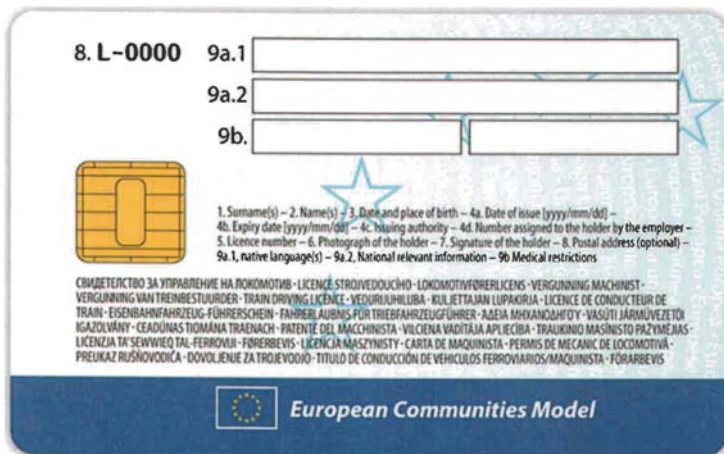 8. L-0000
9a.1
9a.2
9b.
1. Surname(s) – 2. Name(s) – 3. Date and place of birth – 4a. Date of issue [yyyy/mm/dd] –
4b. Expiry date [yyyy/mm/dd] – 4c. Issuing authority – 4d. Number assigned to the holder by the employer –
5. Licence number – 6. Photograph of the holder – 7. Signature of the holder – 8. Postal address (optional) –
9a.1, native language(s) – 9a.2, National relevant information – 9b Medical restrictions
СВИДЕТЕЛСТВО ЗА УПРАВЛЕНИЕ НА ЛОКОМОТИВ · LICENCE STROJVEDOUCÍHO · LOKOMOTIVFØRERLICENS · VERGUNNING MACHINIST ·
VERGUNNING VAN TREINBESTUURDER · TRAIN DRIVING LICENCE · VEDURIJUHILUBA · KULJETTAJAN LUPAKIRJA · LICENCE DE CONDUCTEUR DE
TRAIN · EISENBAHNFAHRZEUG-FÜHRERSCHEIN · FAHRERLAUBNIS FÜR TRIEBFAHRZEUGFÜHRER · ΆΔΕΙΑ ΜΗΧΑΝΟΔΗΓΟΥ · VASÚTI JÁRMŰVEZETŐI
IGAZOLVÁNY · CEADÚNAS TIOMÁNA TRAENACH · PATENTE DEL MACCHINISTA · VILCIENA VADĪTĀJA APLIECĪBA · TRAUKINIO MAŠINISTO PAŽYMĖJIAS ·
LIĊENZJA TA' SEWWIEQ TAL-FERROVIJI · FØRERBEVIS · LICENCJA MASZYNISTY · CARTA DE MAQUINISTA · PERMIS DE MECANIC DE LOCOMOTIVĂ ·
PREUKAZ RUŠŇOVODIČA · DOVOLJENJE ZA TROJEVODJO · TITULO DE CONDUCCIÓN DE VEHICULOS FERROVIARIOS/MAQUINISTA · FÖRARBEVIS
European Communities Model